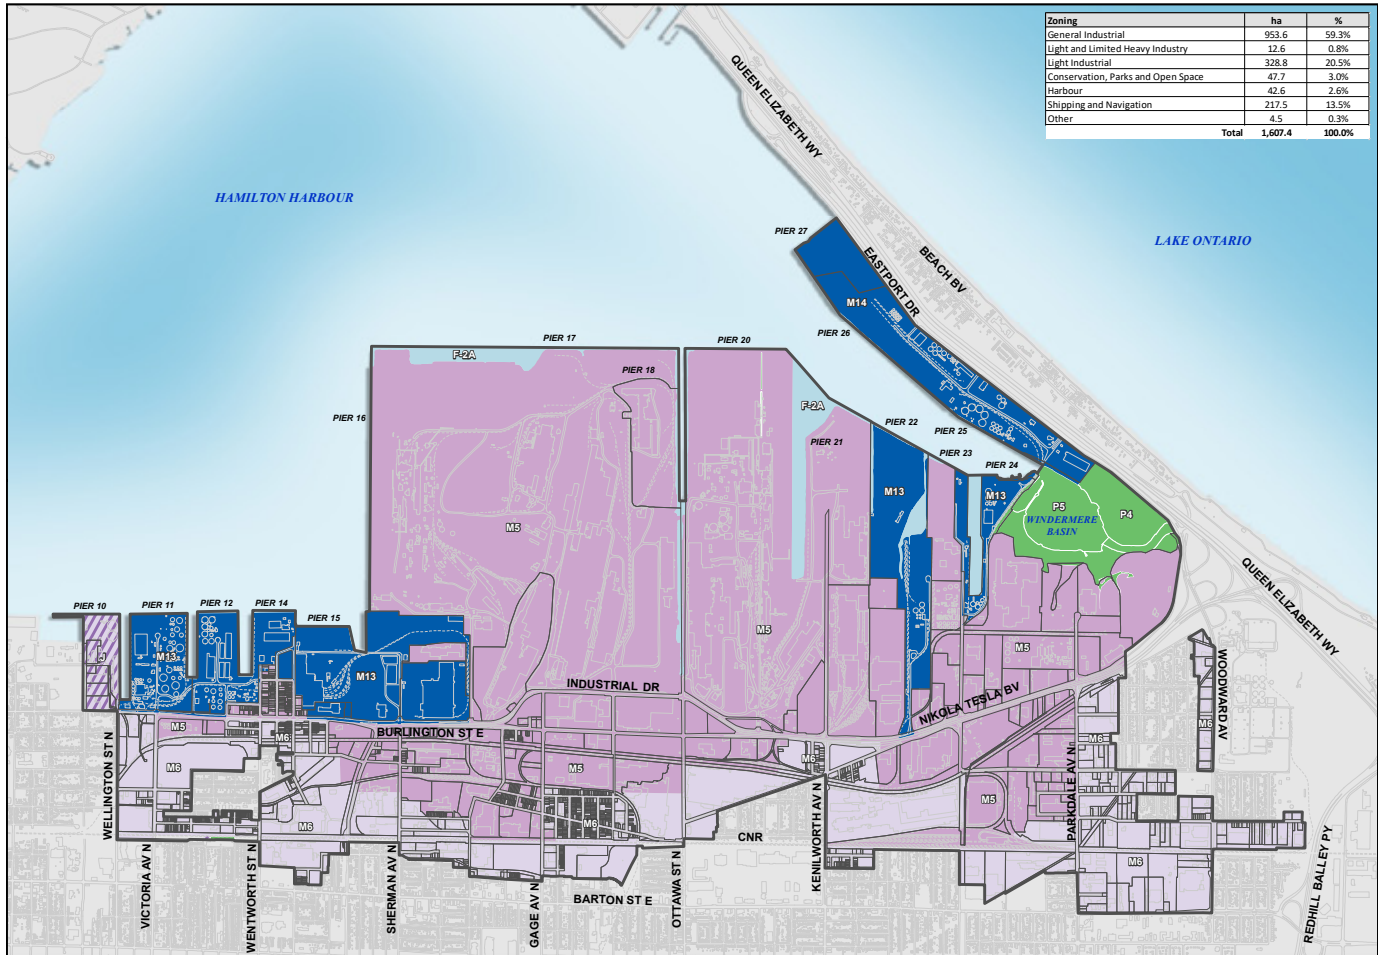 Zoning ha %
General Industrial 953.6 59.3%
Light and Limited Heavy Industry 12.6 0.8%
Light Industrial 328.8 20.5%
Conservation, Parks and Open Space 47.7 3.0%
Harbour 42.6 2.6%
Shipping and Navigation 217.5 13.5%
Other 4.5 0.3%
Total 1,607.4 100.0%
QUEEN ELIZABETH WY
HAMILTON HARBOUR
LAKE ONTARIO
PIER 27
EASTPORT DR
BEACH BV
M14
PIER 26
PIER 25
PIER 17
PIER 20
F-2A
PIER 18
PIER 16
F-2A
PIER 22
PIER 21
PIER 23
PIER 24
M13
M13
M5
P5
P4
WINDERMERE
BASIN
QUEEN ELIZABETH WY
PIER 10
PIER 11
PIER 12
PIER 14
PIER 15
J
M13
M13
M5
M5
INDUSTRIAL DR
NIKOLA TESLA BV
WOODWARD AV
M6
M5
BURLINGTON ST E
M6
M6
M6
M6
M5
M6
M6
M5
M6
CNR
WELLINGTON ST N
VICTORIA AV N
WENTWORTH ST N
SHERMAN AV N
GAGE AV N
BARTON ST E
OTTAWA ST N
KENILWORTH AV N
PARKDALE AV N
REDHILL BALLEY PY